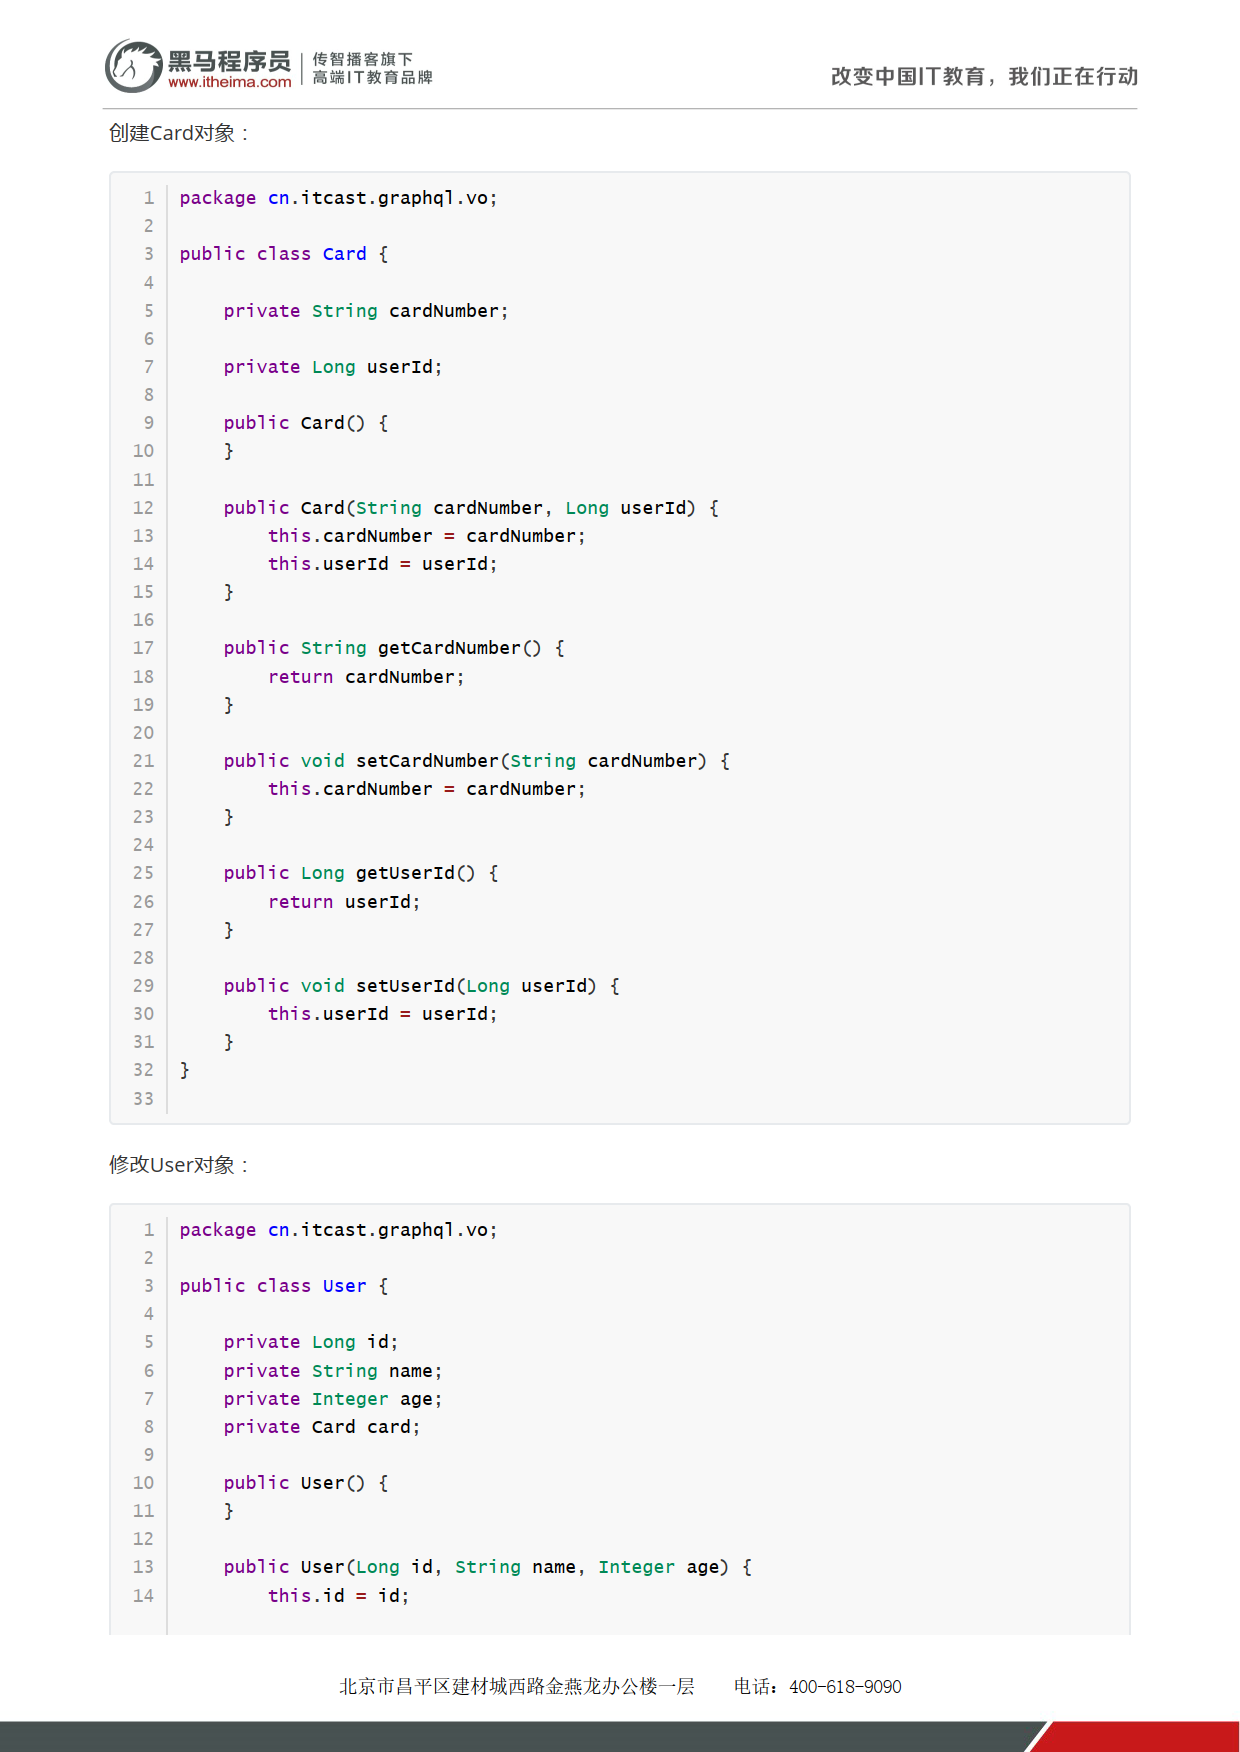 黑马程序员
www.itheima.com
传智播客旗下
高端IT教育品牌
改变中国IT教育，我们正在行动
创建Card对象：
1 package cn.itcast.graphql.vo;
2
3 public class Card {
4
5     private String cardNumber;
6
7     private Long userId;
8
9     public Card() {
10     }
11
12     public Card(String cardNumber, Long userId) {
13         this.cardNumber = cardNumber;
14         this.userId = userId;
15     }
16
17     public String getCardNumber() {
18         return cardNumber;
19     }
20
21     public void setCardNumber(String cardNumber) {
22         this.cardNumber = cardNumber;
23     }
24
25     public Long getUserId() {
26         return userId;
27     }
28
29     public void setUserId(Long userId) {
30         this.userId = userId;
31     }
32 }
33
修改User对象：
1 package cn.itcast.graphql.vo;
2
3 public class User {
4
5     private Long id;
6     private String name;
7     private Integer age;
8     private Card card;
9
10     public User() {
11     }
12
13     public User(Long id, String name, Integer age) {
14         this.id = id;
北京市昌平区建材城西路金燕龙办公楼一层 电话：400-618-9090